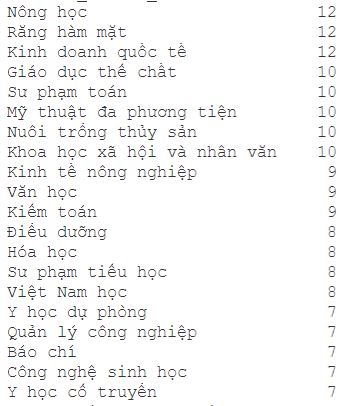 Nông học 12
Răng hàm mặt 12
Kinh doanh quốc tế 12
Giáo dục thể chất 10
Sư phạm toán 10
Mỹ thuật đa phương tiện 10
Nuôi trồng thủy sản 10
Khoa học xã hội và nhân văn 10
Kinh tế nông nghiệp 9
Văn học 9
Kiểm toán 9
Điều dưỡng 8
Hóa học 8
Sư phạm tiểu học 8
Việt Nam học 8
Y học dự phòng 7
Quản lý công nghiệp 7
Báo chí 7
Công nghệ sinh học 7
Y học cổ truyền 7